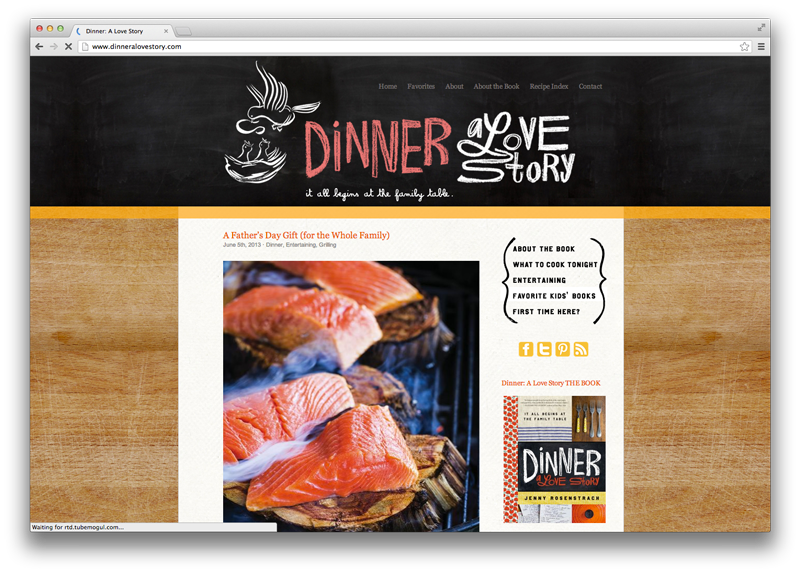 Dinner: A Love Story
www.dinneralovestory.com
Home Favorites About About the Book Recipe Index Contact
DINNER a LOVE STORY
it all begins at the family table.
A Father's Day Gift (for the Whole Family)
June 5th, 2013 · Dinner, Entertaining, Grilling
ABOUT THE BOOK
WHAT TO COOK TONIGHT
ENTERTAINING
FAVORITE KIDS' BOOKS
FIRST TIME HERE?
Dinner: A Love Story THE BOOK
IT ALL BEGINS AT
THE FAMILY TABLE
DINNER
a LOVE STORY
JENNY ROSENSTRACH
Waiting for rtd.tubemogul.com...